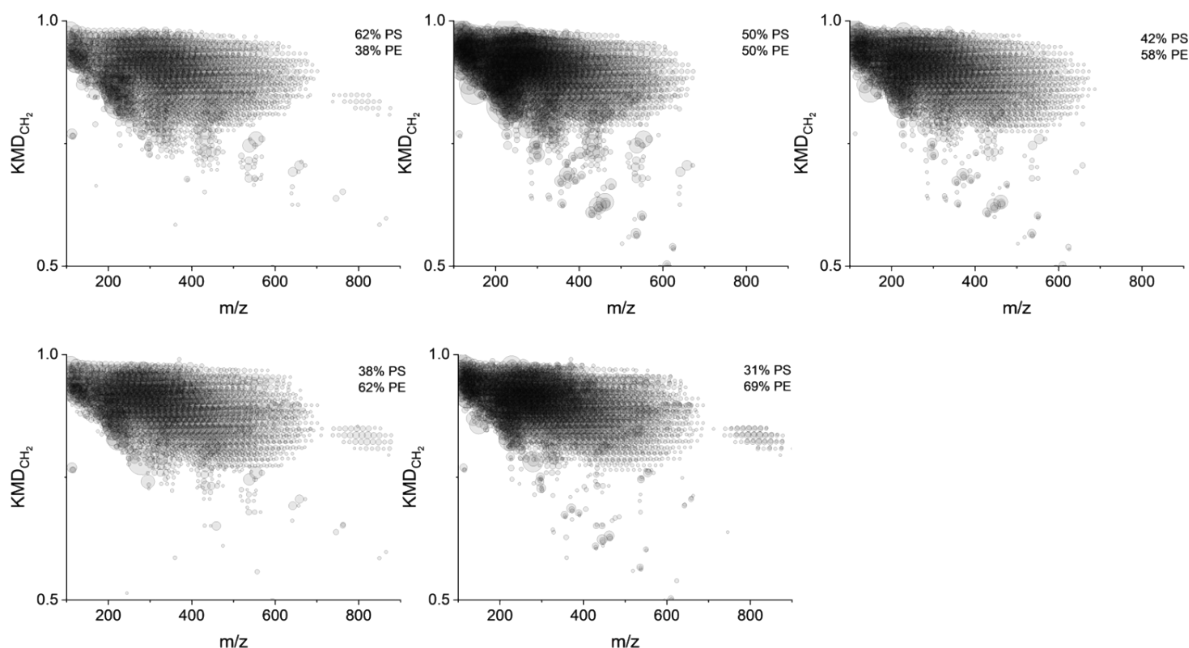 1.0
62% PS
38% PE
KMD_CH2
0.5
200 400 600 800
m/z
1.0
50% PS
50% PE
KMD_CH2
0.5
200 400 600 800
m/z
1.0
42% PS
58% PE
KMD_CH2
0.5
200 400 600 800
m/z
1.0
38% PS
62% PE
KMD_CH2
0.5
200 400 600 800
m/z
1.0
31% PS
69% PE
KMD_CH2
0.5
200 400 600 800
m/z